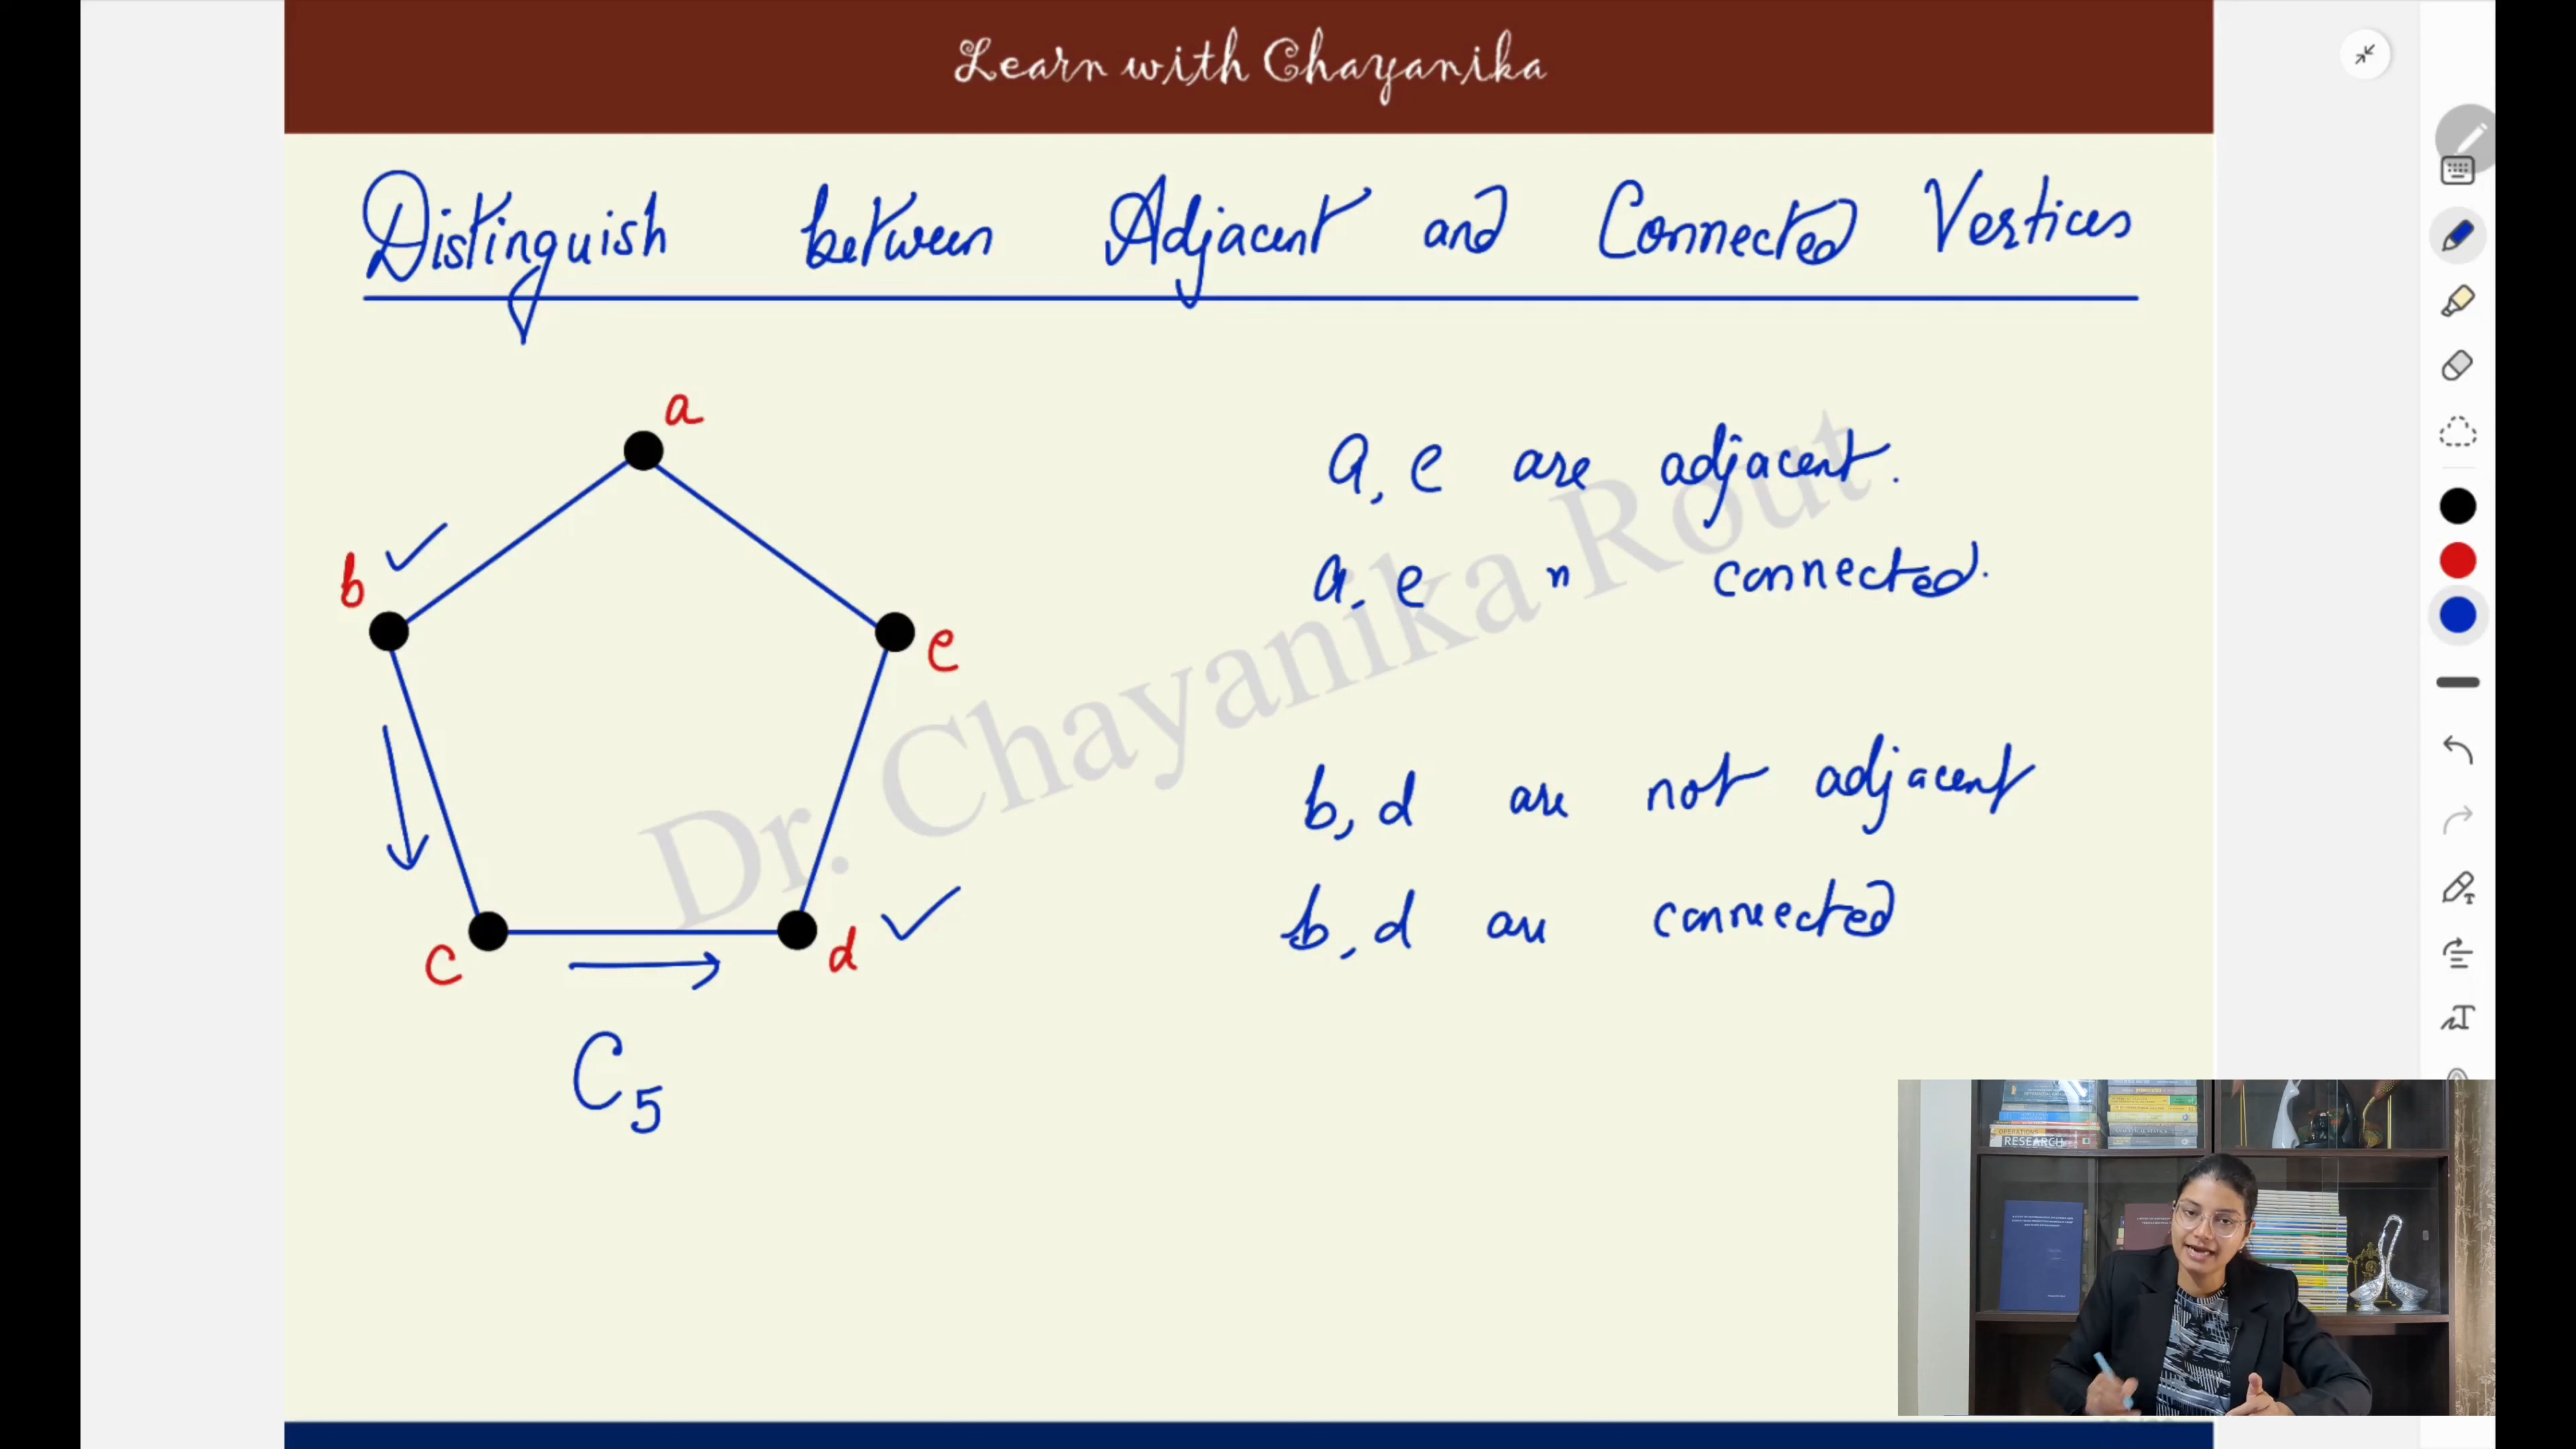 Learn with Chayanika
Distinguish between Adjacent and Connected Vertices
a
b
e
c
d
C5
a, e are adjacent.
a, e " connected.
b, d are not adjacent
b, d are connected
Dr. Chayanika Rout
OPERATIONS
RESEARCH